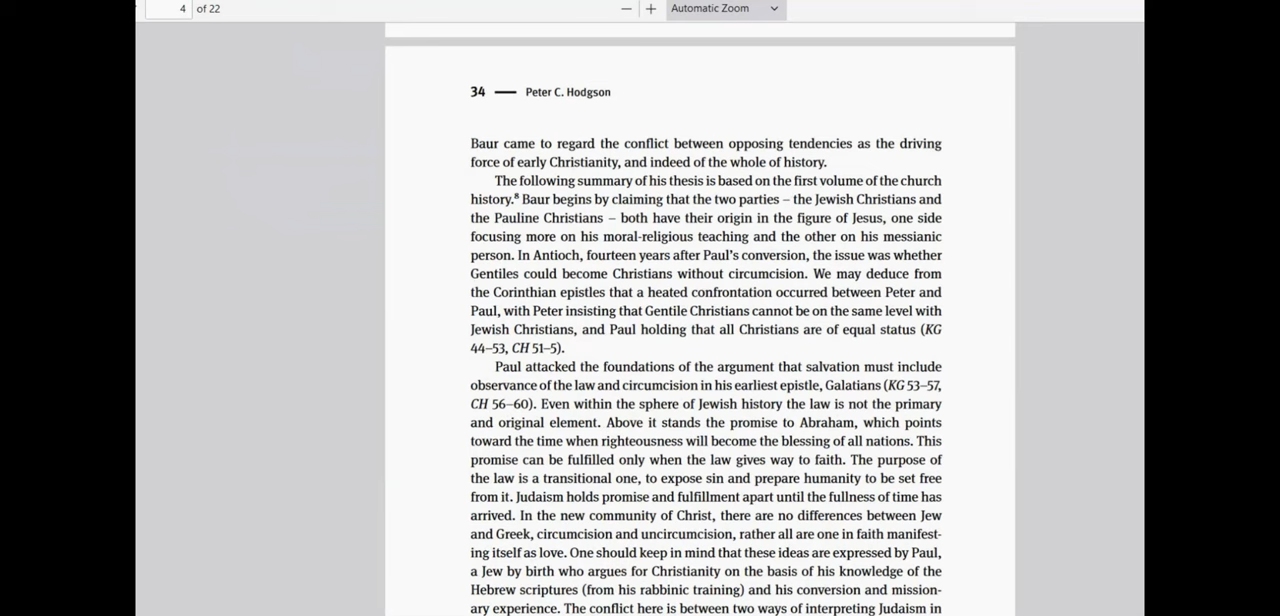 4 of 22
Automatic Zoom
34 — Peter C. Hodgson
Baur came to regard the conflict between opposing tendencies as the driving
force of early Christianity, and indeed of the whole of history.
The following summary of his thesis is based on the first volume of the church
history.⁸ Baur begins by claiming that the two parties – the Jewish Christians and
the Pauline Christians – both have their origin in the figure of Jesus, one side
focusing more on his moral-religious teaching and the other on his messianic
person. In Antioch, fourteen years after Paul's conversion, the issue was whether
Gentiles could become Christians without circumcision. We may deduce from
the Corinthian epistles that a heated confrontation occurred between Peter and
Paul, with Peter insisting that Gentile Christians cannot be on the same level with
Jewish Christians, and Paul holding that all Christians are of equal status (KG
44–53, CH 51–5).
Paul attacked the foundations of the argument that salvation must include
observance of the law and circumcision in his earliest epistle, Galatians (KG 53–57,
CH 56–60). Even within the sphere of Jewish history the law is not the primary
and original element. Above it stands the promise to Abraham, which points
toward the time when righteousness will become the blessing of all nations. This
promise can be fulfilled only when the law gives way to faith. The purpose of
the law is a transitional one, to expose sin and prepare humanity to be set free
from it. Judaism holds promise and fulfillment apart until the fullness of time has
arrived. In the new community of Christ, there are no differences between Jew
and Greek, circumcision and uncircumcision, rather all are one in faith manifest-
ing itself as love. One should keep in mind that these ideas are expressed by Paul,
a Jew by birth who argues for Christianity on the basis of his knowledge of the
Hebrew scriptures (from his rabbinic training) and his conversion and mission-
ary experience. The conflict here is between two ways of interpreting Judaism in